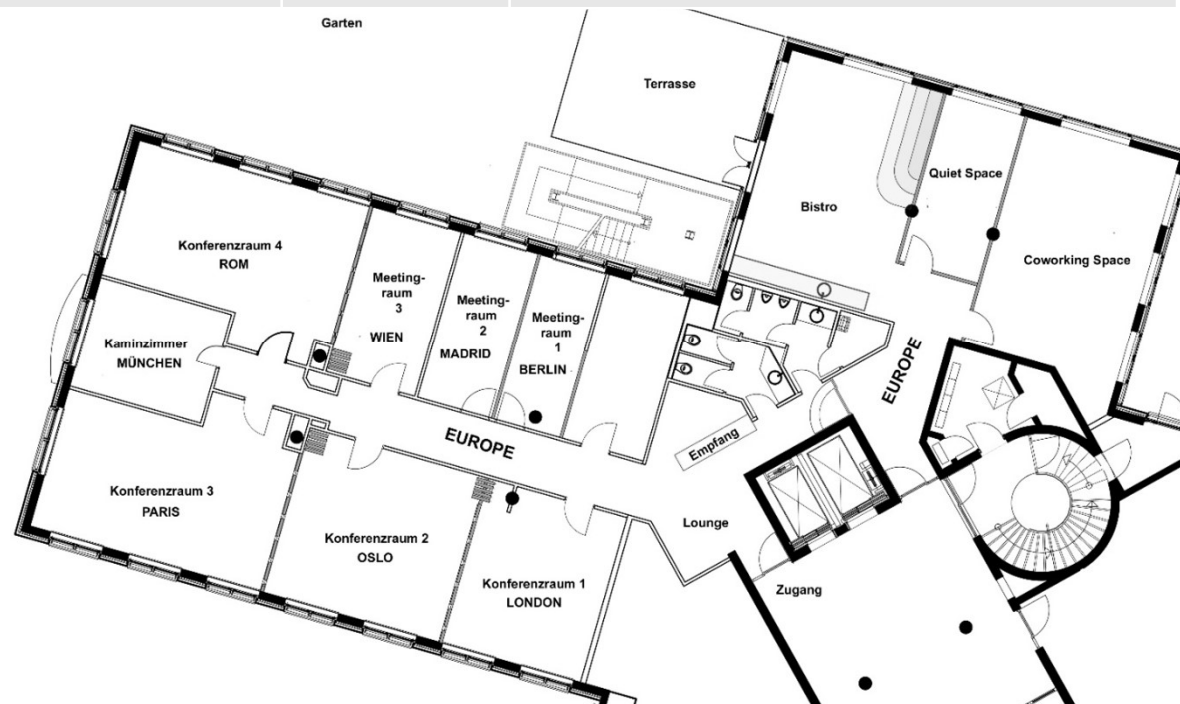 Garten
Terrasse
Quiet Space
Bistro
Coworking Space
Konferenzraum 4
ROM
Meeting-
raum
3
WIEN
Meeting-
raum
2
MADRID
Meeting-
raum
1
BERLIN
Kaminzimmer
MÜNCHEN
EUROPE
EUROPE
Empfang
Konferenzraum 3
PARIS
Konferenzraum 2
OSLO
Lounge
Konferenzraum 1
LONDON
Zugang